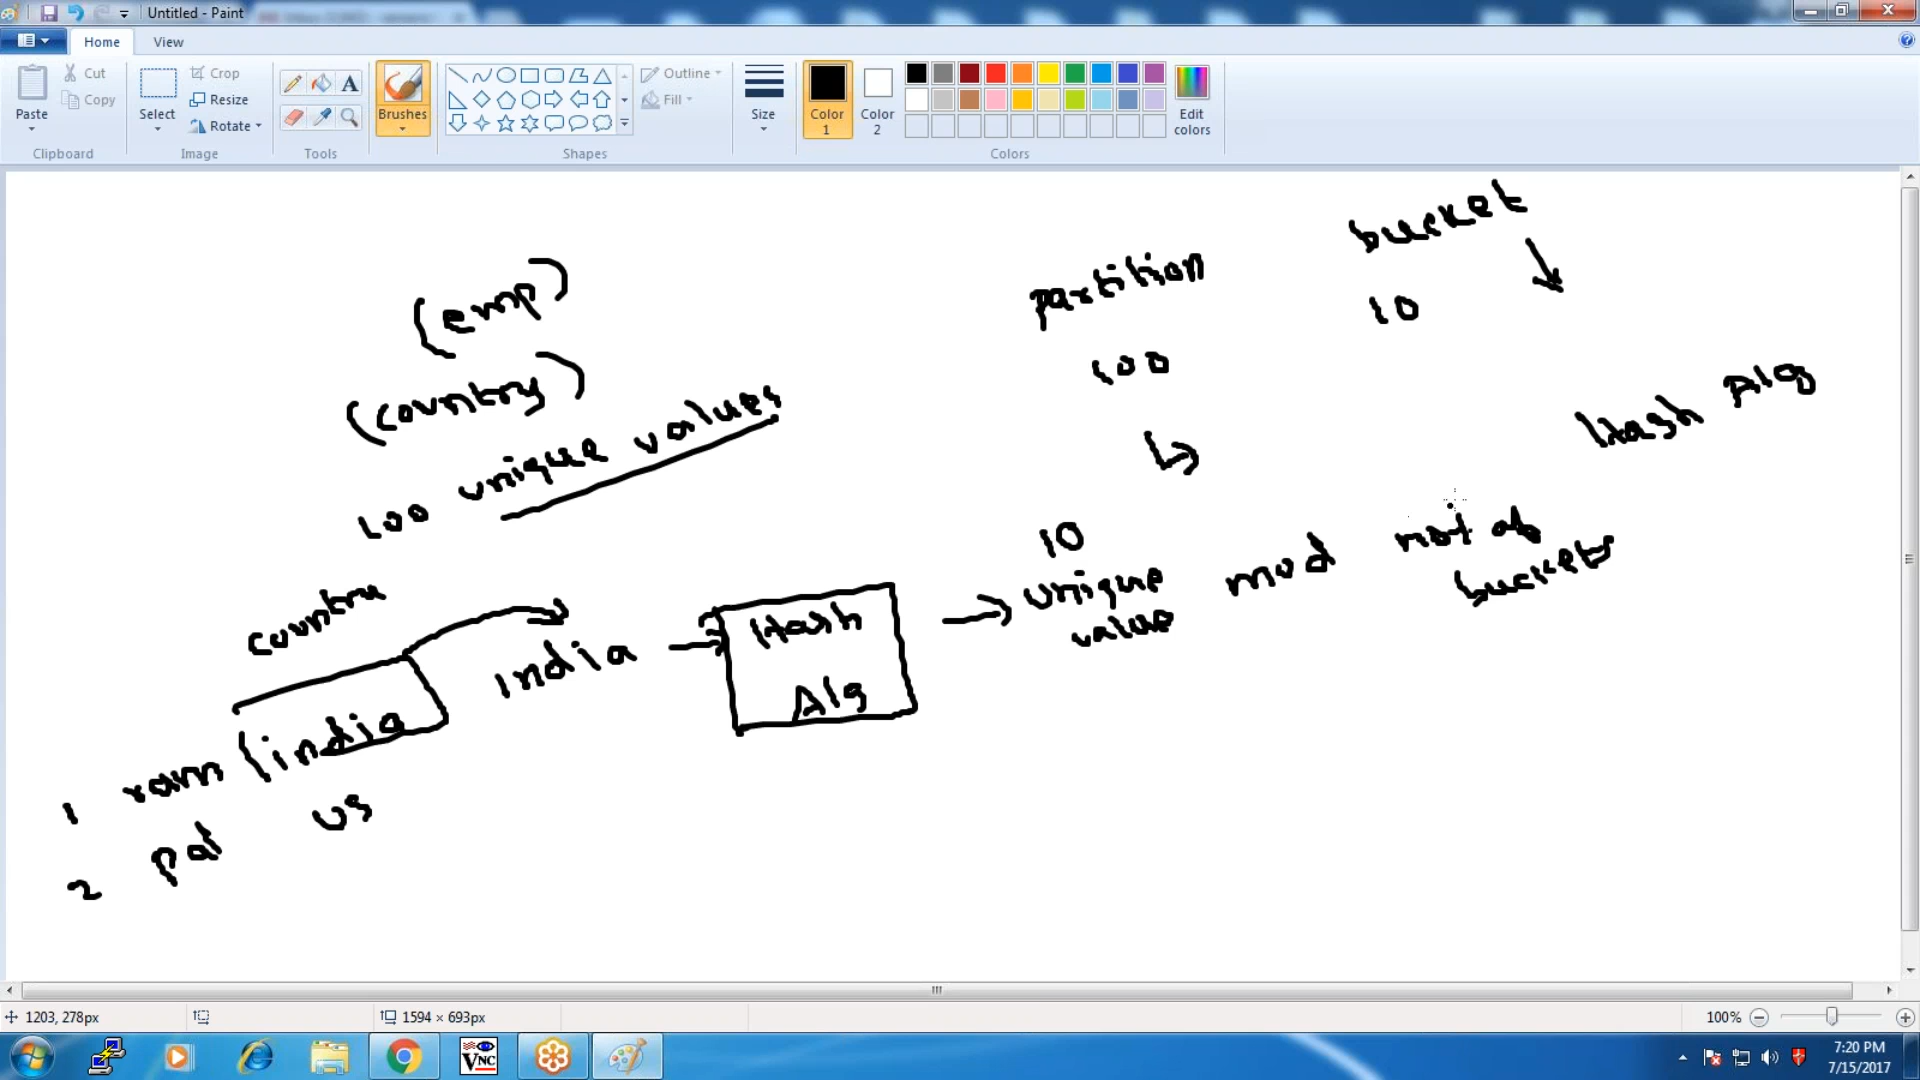 Untitled - Paint
Home
View
Paste
Cut
Copy
Clipboard
Select
Crop
Resize
Rotate
Image
Tools
Brushes
Outline
Fill
Shapes
Size
Color 1
Color 2
Edit colors
Colors
bucket
partition
(emp)
10
100
(country)
Hash Alg
100 unique values
10
unique value
mod
not of
buckets
country
india
Hash
Alg
1 ram india
us
2 pal
1203, 278px
1594 × 693px
100%
VNC
7:20 PM
7/15/2017